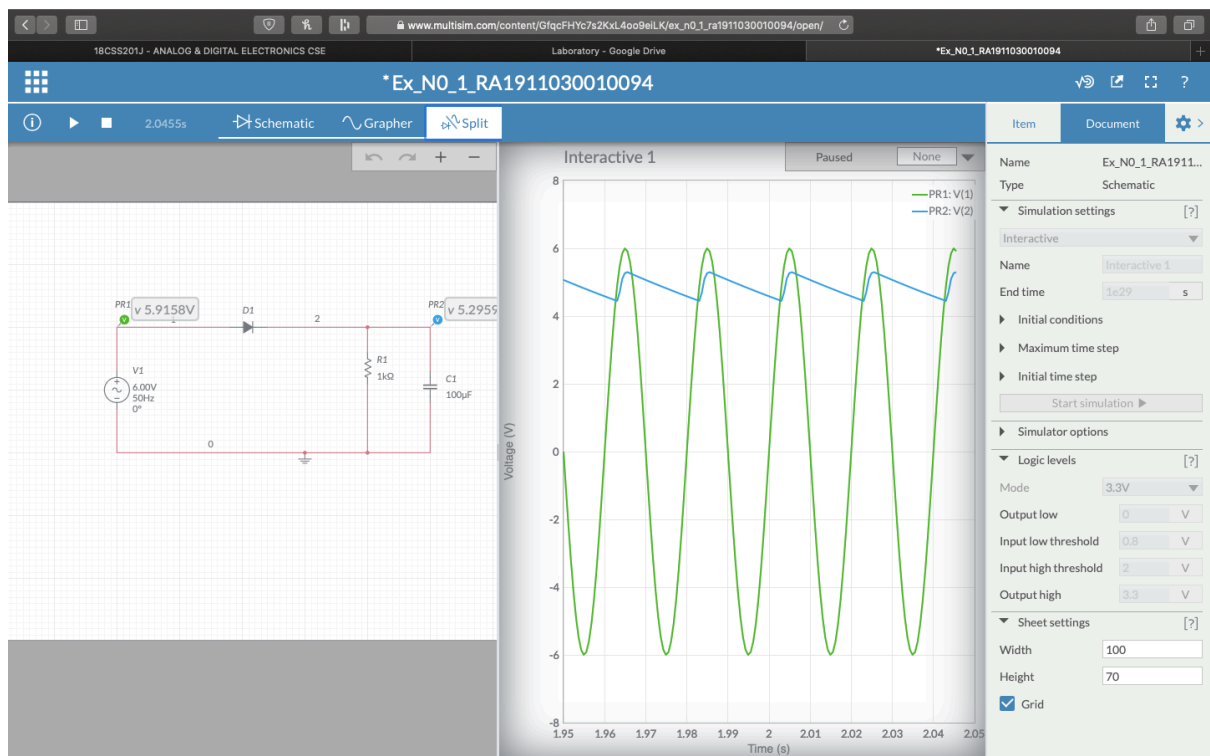 www.multisim.com/content/GfqcFHYc7s2KxL4oo9eiLK/ex_n0_1_ra1911030010094/open/
18CSS201J - ANALOG & DIGITAL ELECTRONICS CSE
Laboratory - Google Drive
*Ex_N0_1_RA1911030010094
*Ex_N0_1_RA1911030010094
?
2.0455s
Schematic
Grapher
Split
Item
Document
Interactive 1
Paused
None
PR1: V(1)
PR2: V(2)
8
6
4
2
0
-2
-4
-6
-8
Voltage (V)
1.95 1.96 1.97 1.98 1.99 2 2.01 2.02 2.03 2.04 2.05
Time (s)
PR1
v 5.9158V
1
D1
2
PR2
v 5.2959
V1
6.00V
50Hz
0°
R1
1kΩ
C1
100μF
0
Name Ex_N0_1_RA1911...
Type Schematic
Simulation settings [?]
Interactive
Name Interactive 1
End time 1e29 s
Initial conditions
Maximum time step
Initial time step
Start simulation
Simulator options
Logic levels [?]
Mode 3.3V
Output low 0 V
Input low threshold 0.8 V
Input high threshold 2 V
Output high 3.3 V
Sheet settings [?]
Width 100
Height 70
Grid